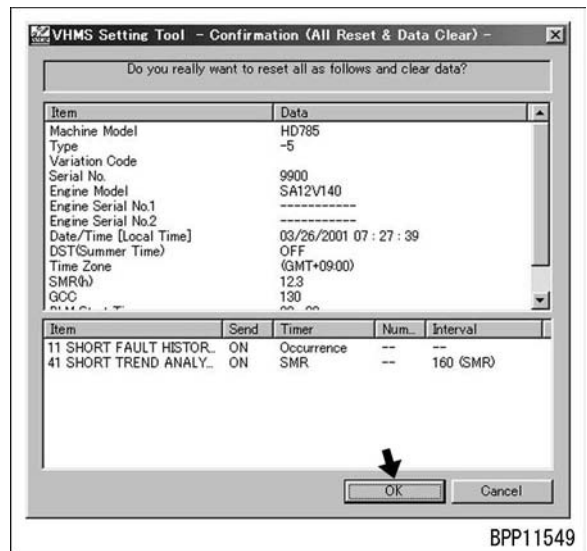 VHMS Setting Tool - Confirmation (All Reset & Data Clear) -
Do you really want to reset all as follows and clear data?
Item Data
Machine Model HD785
Type -5
Variation Code
Serial No. 9900
Engine Model SA12V140
Engine Serial No.1 -----------
Engine Serial No.2 -----------
Date/Time [Local Time] 03/26/2001 07 : 27 : 39
DST(Summer Time) OFF
Time Zone (GMT+09:00)
SMR(h) 12.3
GCC 130
Item Send Timer Num... Interval
11 SHORT FAULT HISTOR... ON Occurrence -- --
41 SHORT TREND ANALY... ON SMR -- 160 (SMR)
OK Cancel
BPP11549